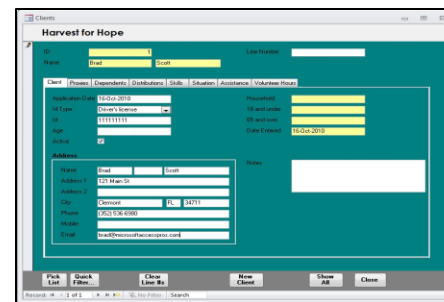 Clients
Harvest for Hope
ID 1 Line Number
Name Brad Scott
Client Proxies Dependents Distributions Skills Situation Assistance Volunteer Hours
Application Date 16-Oct-2010 Household
Id Type Driver's license 18 and under
Id 111111111 65 and over
Age Date Entered 16-Oct-2010
Active
Address
Notes
Name Brad Scott
Address 1 121 Main St
Address 2
City Clermont FL 34711
Phone (352) 536-6980
Mobile
Email brad@microsoftaccesspros.com
Pick List Quick Filter... Clear Line #s New Client Show All Close
Record: 1 of 1 No Filter Search